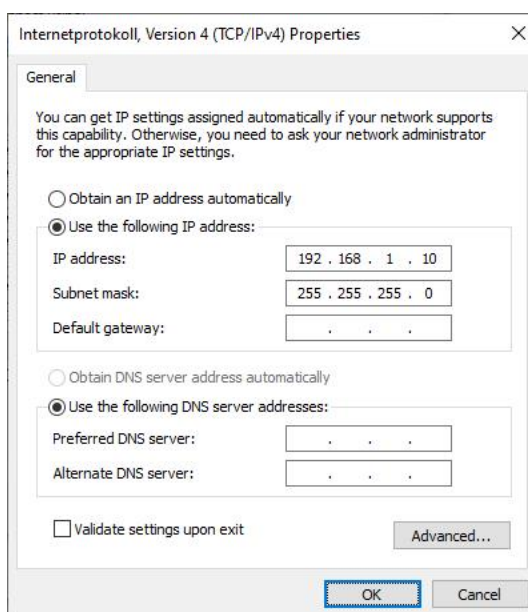 Internetprotokoll, Version 4 (TCP/IPv4) Properties
General
You can get IP settings assigned automatically if your network supports
this capability. Otherwise, you need to ask your network administrator
for the appropriate IP settings.
Obtain an IP address automatically
Use the following IP address:
IP address: 192 . 168 . 1 . 10
Subnet mask: 255 . 255 . 255 . 0
Default gateway: . . .
Obtain DNS server address automatically
Use the following DNS server addresses:
Preferred DNS server: . . .
Alternate DNS server: . . .
Validate settings upon exit
Advanced...
OK Cancel